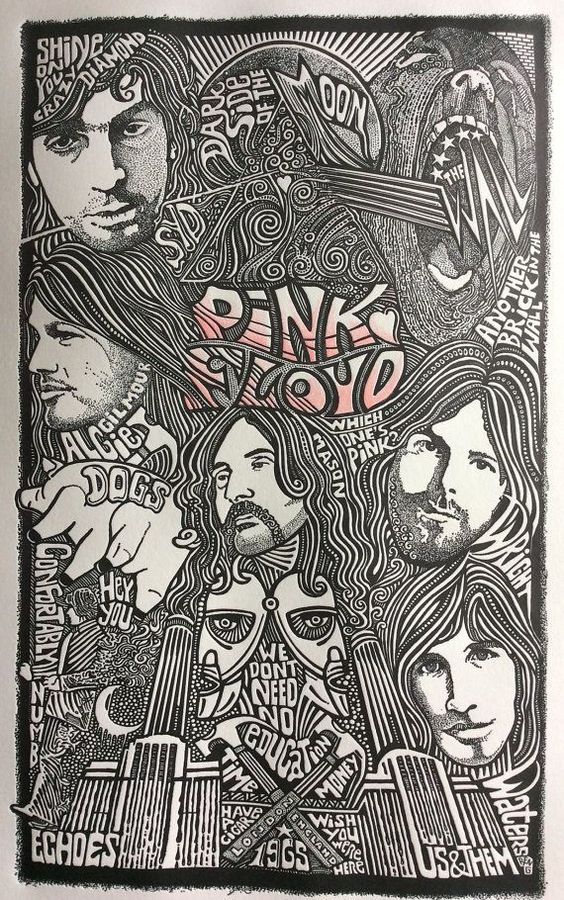 SHINE
ON YOU
CRAZY DIAMOND
DARK
SIDE
OF THE
MOON
THE
WALL
SYD
ANOTHER
BRICK IN THE
WALL
PINK
FLOYD
GILMOUR
ALGIE
WHICH
ONE'S
PINK?
MASON
DOGS
WRIGHT
COMFORTABLY
NUMB
HEY
YOU
WE
DON'T
NEED
NO
EDUCATION
TIME
MONEY
WATERS
ECHOES
HAVE
A CIGAR
LONDON
ENGLAND
1965
WISH
YOU
WERE
HERE
US & THEM